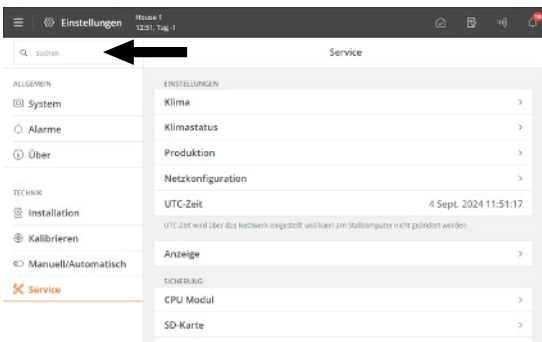 Einstellungen
House 1
12:51, Tag -1
Suchen
Service
ALLGEMEIN
System
Alarme
Über
TECHNIK
Installation
Kalibrieren
Manuell/Automatisch
Service
EINSTELLUNGEN
Klima
Klimastatus
Produktion
Netzkonfiguration
UTC-Zeit 4 Sept. 2024 11:51:17
UTC-Zeit wird über das Netzwerk eingestellt und kann am Stallcomputer nicht geändert werden
Anzeige
SICHERUNG
CPU Modul
SD-Karte